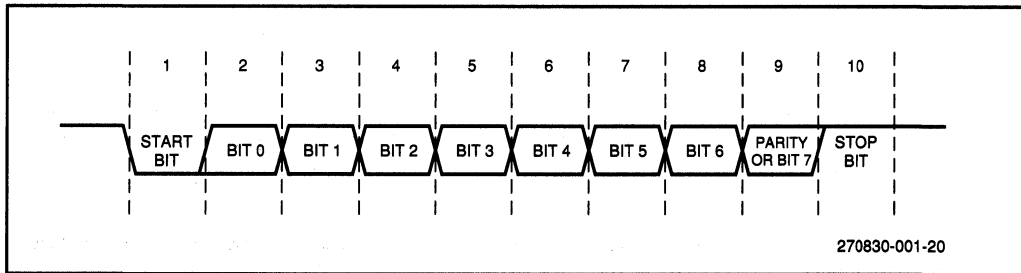 1 2 3 4 5 6 7 8 9 10
START BIT BIT 0 BIT 1 BIT 2 BIT 3 BIT 4 BIT 5 BIT 6 PARITY OR BIT 7 STOP BIT
270830-001-20